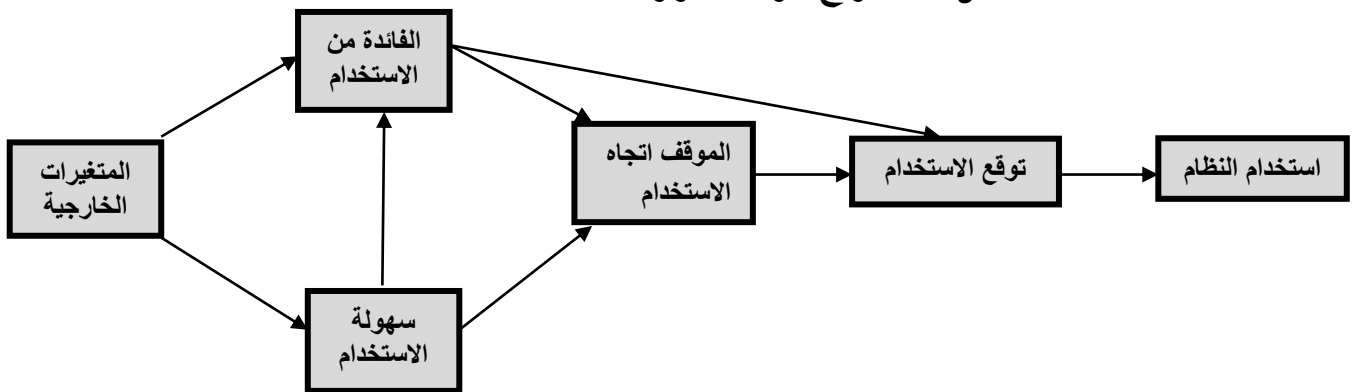 الفائدة من
الاستخدام
المتغيرات
الخارجية
سهولة
الاستخدام
الموقف اتجاه
الاستخدام
توقع الاستخدام
استخدام النظام